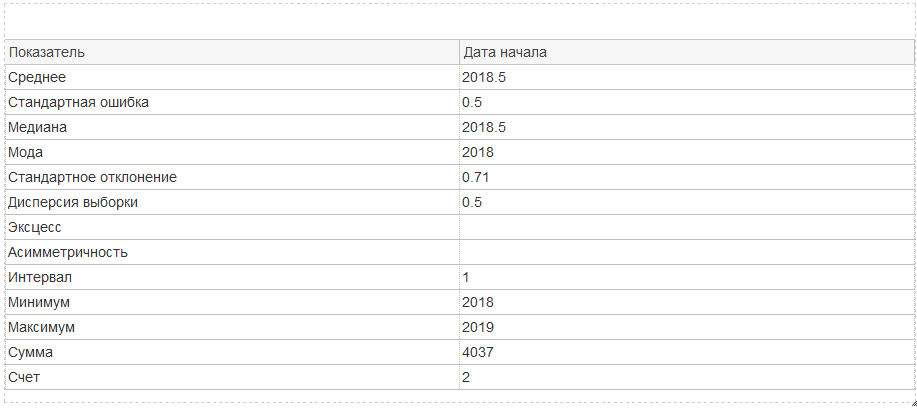 Показатель Дата начала
Среднее 2018.5
Стандартная ошибка 0.5
Медиана 2018.5
Мода 2018
Стандартное отклонение 0.71
Дисперсия выборки 0.5
Эксцесс
Асимметричность
Интервал 1
Минимум 2018
Максимум 2019
Сумма 4037
Счет 2